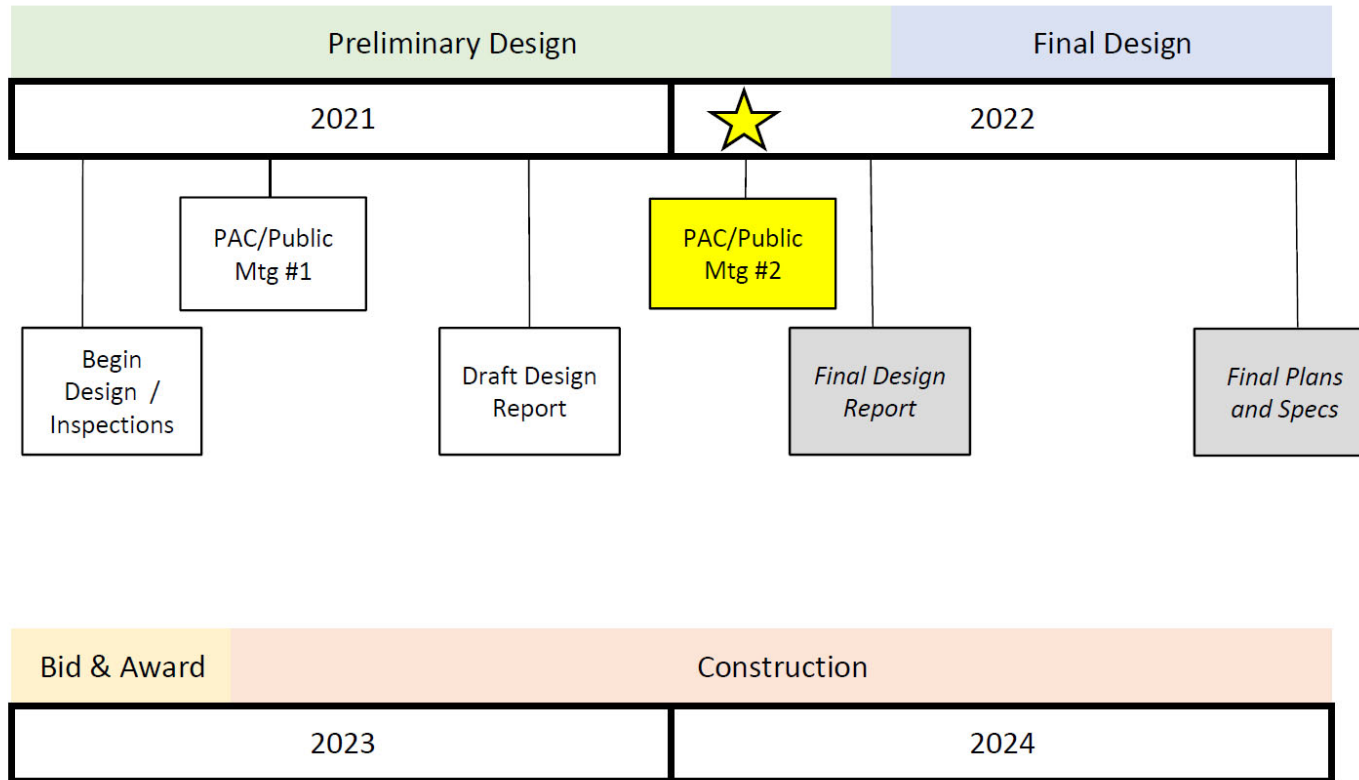 Preliminary Design
Final Design
2021
2022
PAC/Public
Mtg #1
PAC/Public
Mtg #2
Begin
Design /
Inspections
Draft Design
Report
Final Design
Report
Final Plans
and Specs
Bid & Award
Construction
2023
2024